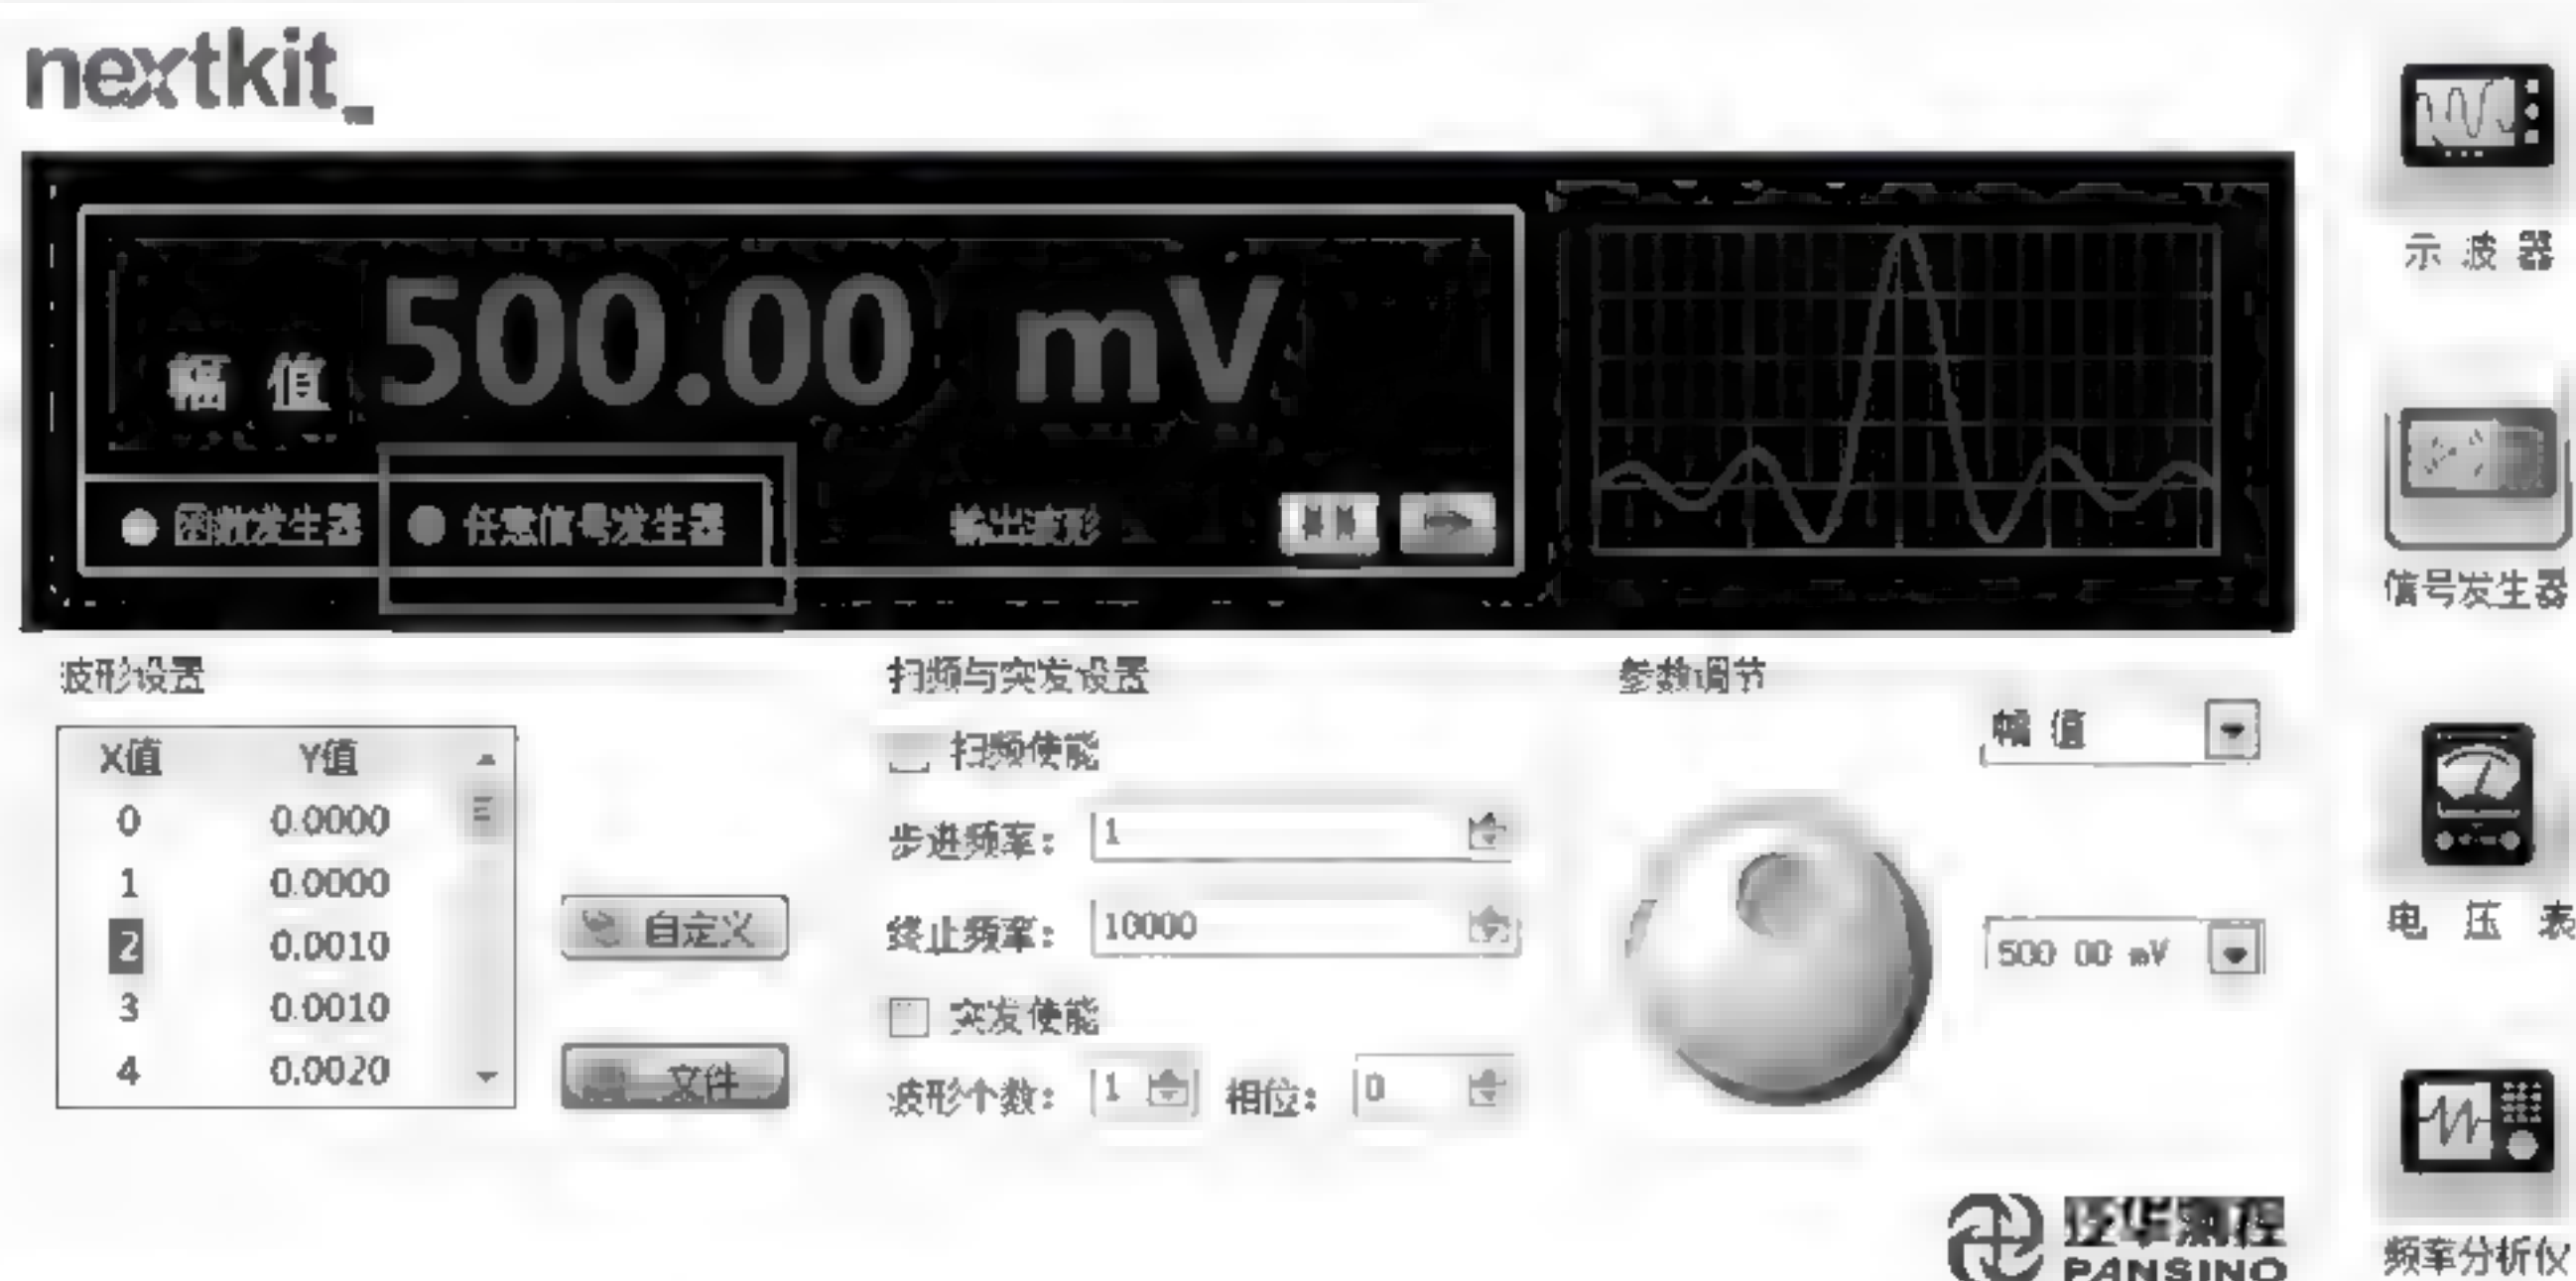 nextkit
示波器
幅 值 500.00 mV
函数发生器 任意信号发生器 输出波形
信号发生器
波形设置 扫频与突发设置 参数调节
X值 Y值
0 0.0000
1 0.0000
2 0.0010
3 0.0010
4 0.0020
自定义
文件
扫频使能
步进频率: 1
终止频率: 10000
突发使能
波形个数: 1 相位: 0
幅 值
500 00 mV
电 压 表
频率分析仪
泛华测控
PANSINO